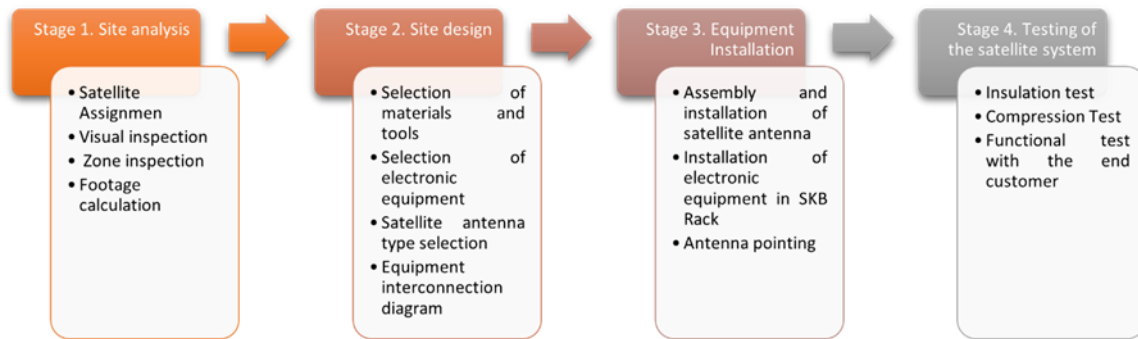 Stage 1. Site analysis
• Satellite
Assignmen
• Visual inspection
• Zone inspection
• Footage
calculation
Stage 2. Site design
• Selection of
materials and
tools
• Selection of
electronic
equipment
• Satellite antenna
type selection
• Equipment
interconnection
diagram
Stage 3. Equipment
Installation
• Assembly and
installation of
satellite antenna
• Installation of
electronic
equipment in SKB
Rack
• Antenna pointing
Stage 4. Testing of
the satellite system
• Insulation test
• Compression Test
• Functional test
with the end
customer